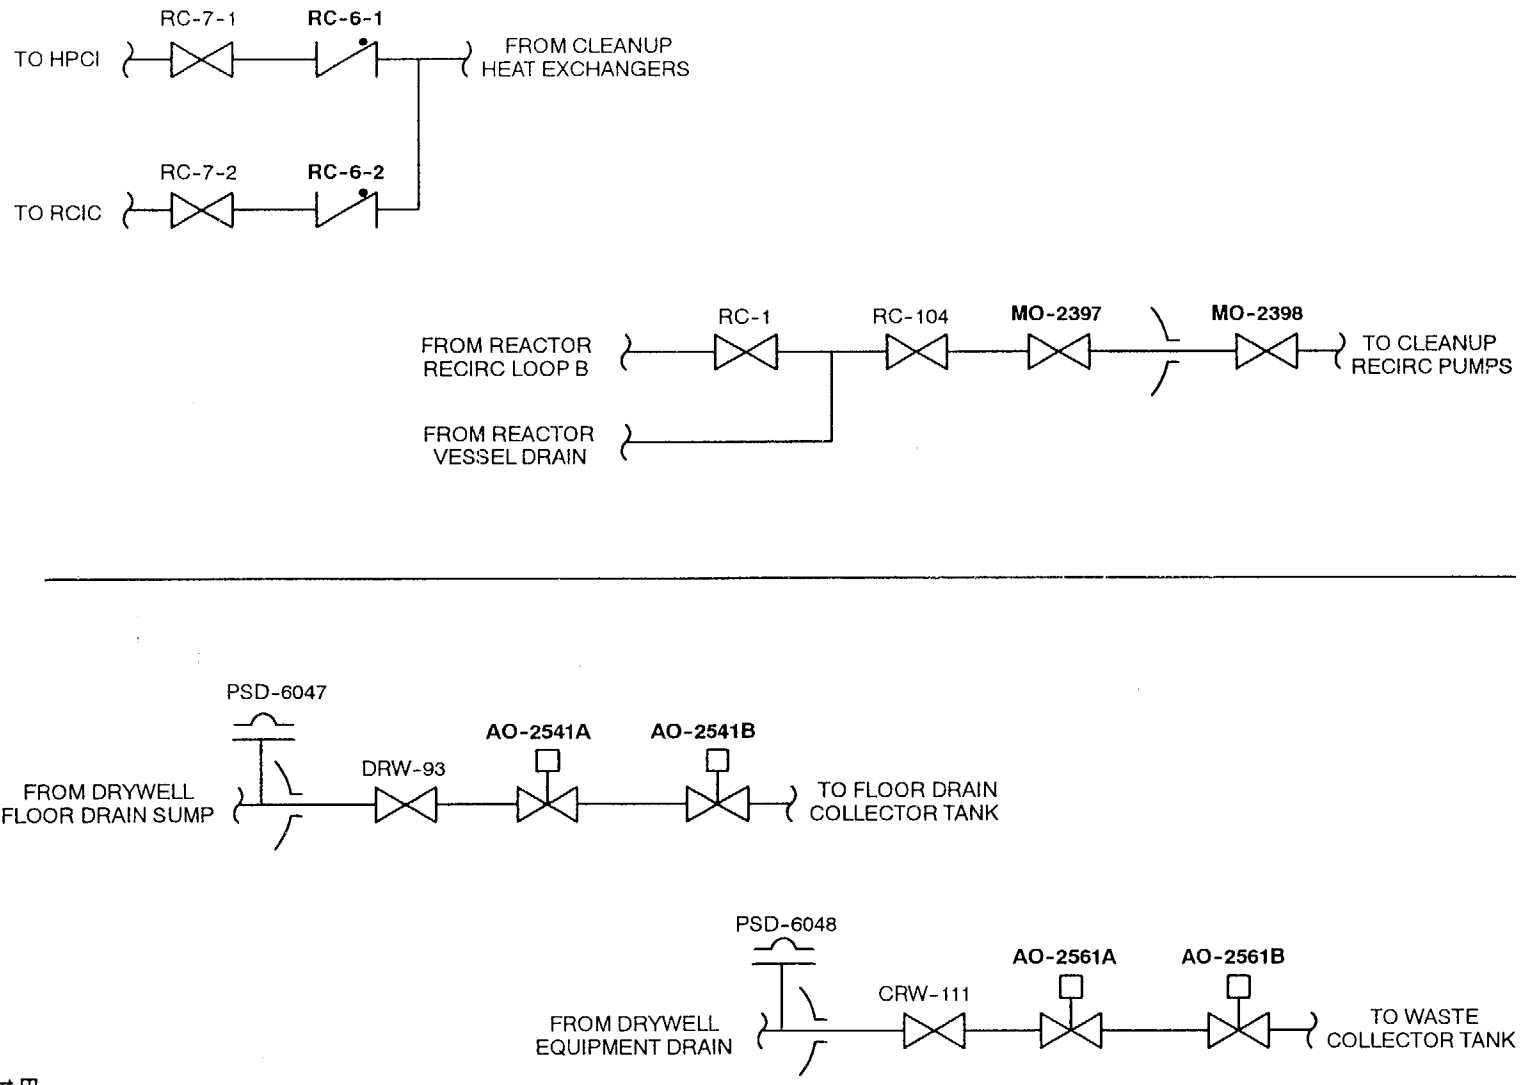 RC-7-1
RC-6-1
TO HPCI
FROM CLEANUP
HEAT EXCHANGERS
RC-7-2
RC-6-2
TO RCIC
RC-1
RC-104
MO-2397
MO-2398
FROM REACTOR
RECIRC LOOP B
TO CLEANUP
RECIRC PUMPS
FROM REACTOR
VESSEL DRAIN
PSD-6047
AO-2541A
AO-2541B
DRW-93
FROM DRYWELL
FLOOR DRAIN SUMP
TO FLOOR DRAIN
COLLECTOR TANK
PSD-6048
AO-2561A
AO-2561B
CRW-111
FROM DRYWELL
EQUIPMENT DRAIN
TO WASTE
COLLECTOR TANK